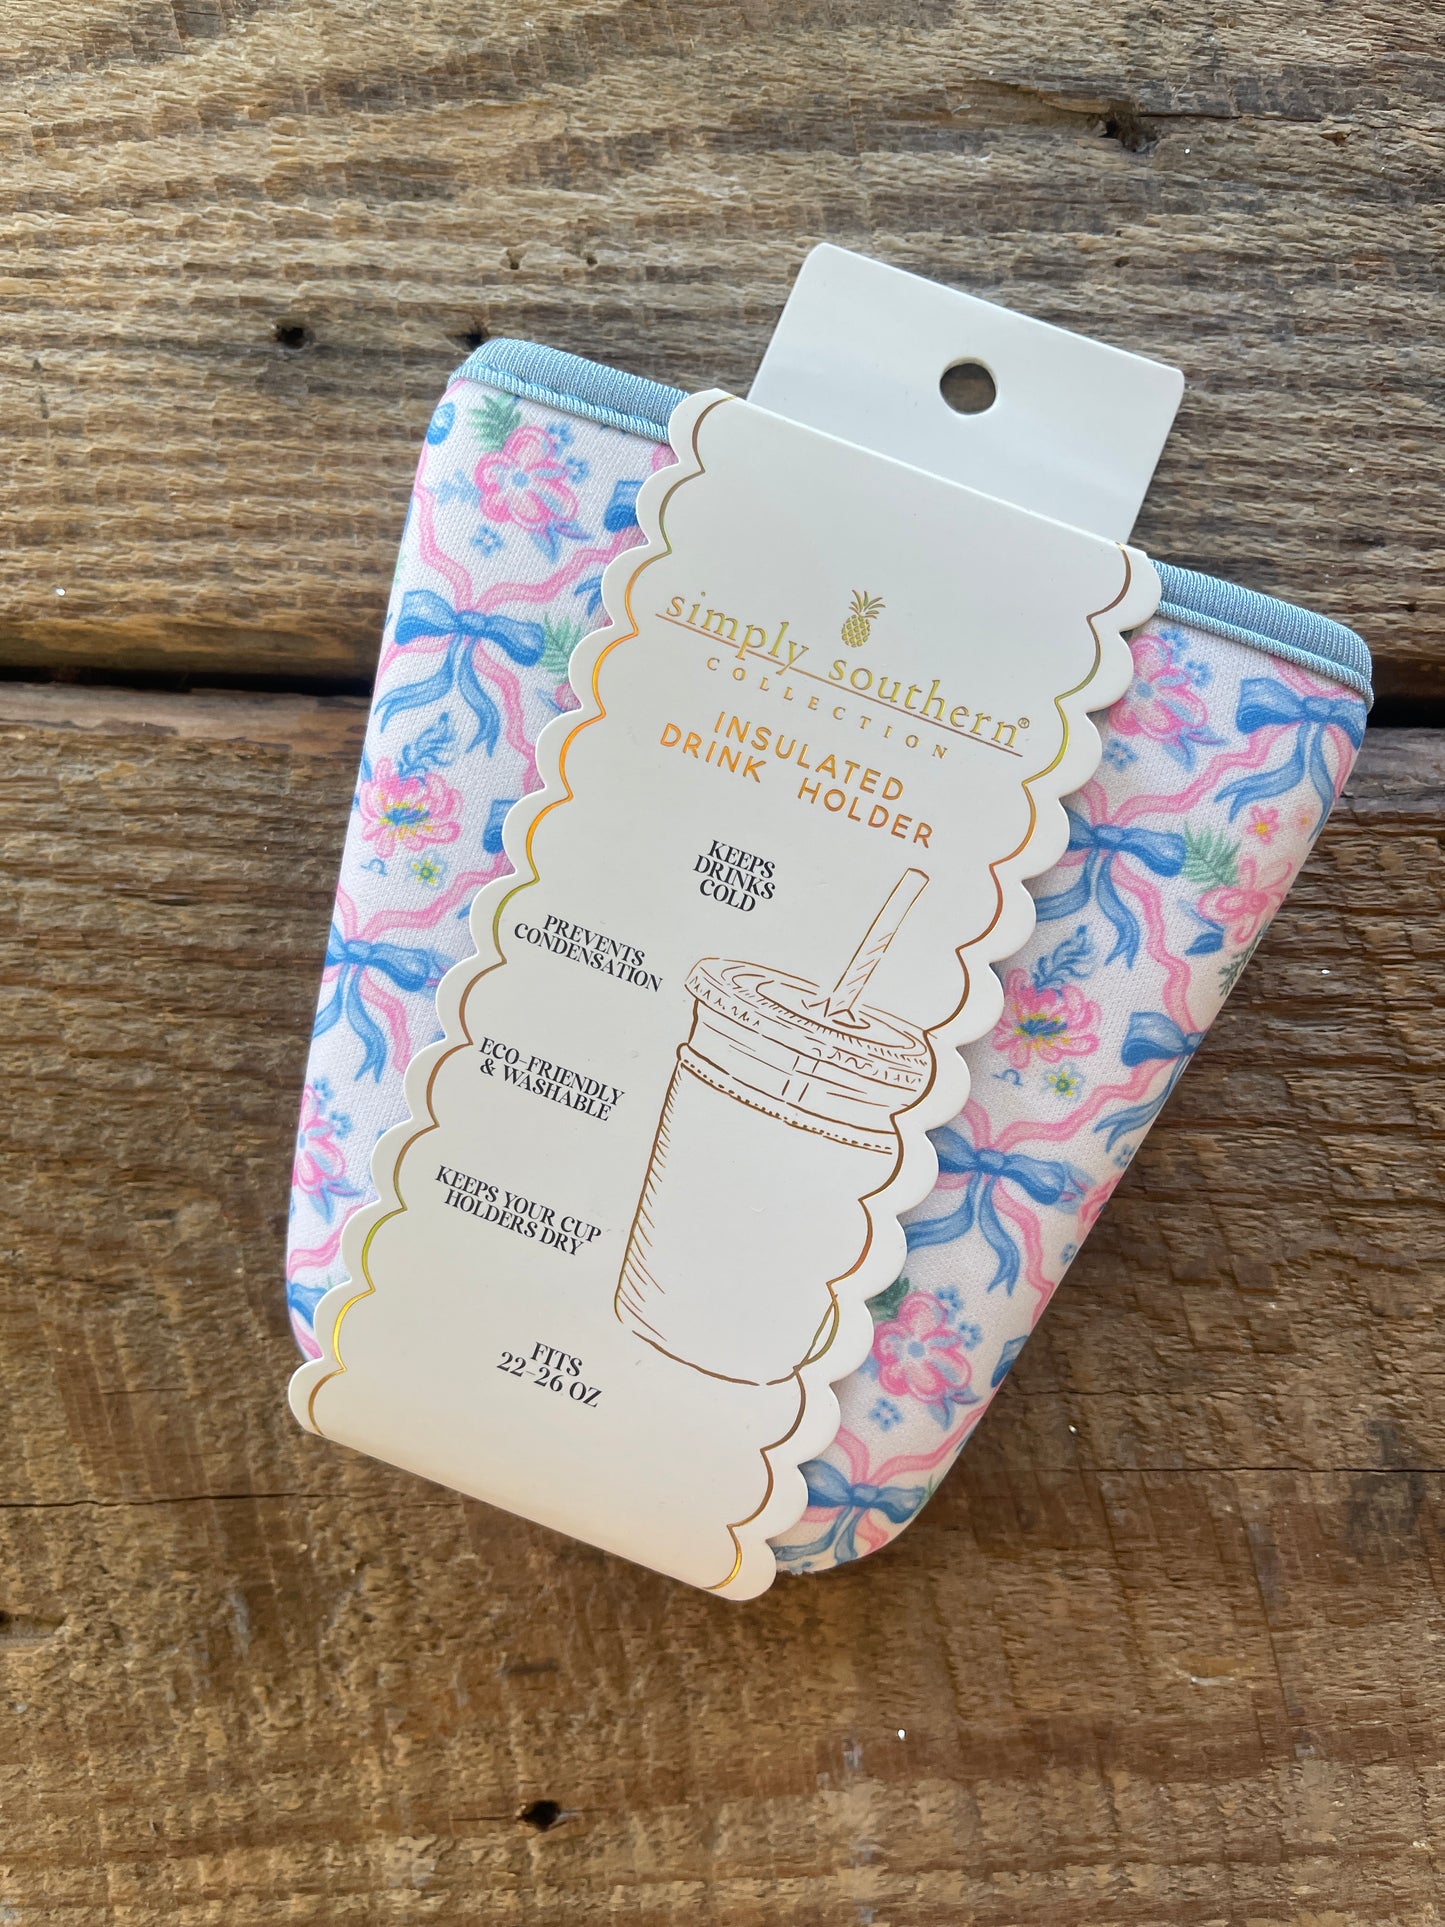 simply southern®
COLLECTION
INSULATED
DRINK HOLDER
KEEPS
DRINKS
COLD
PREVENTS
CONDENSATION
ECO-FRIENDLY
& WASHABLE
KEEPS YOUR CUP
HOLDERS DRY
FITS
22-26 OZ